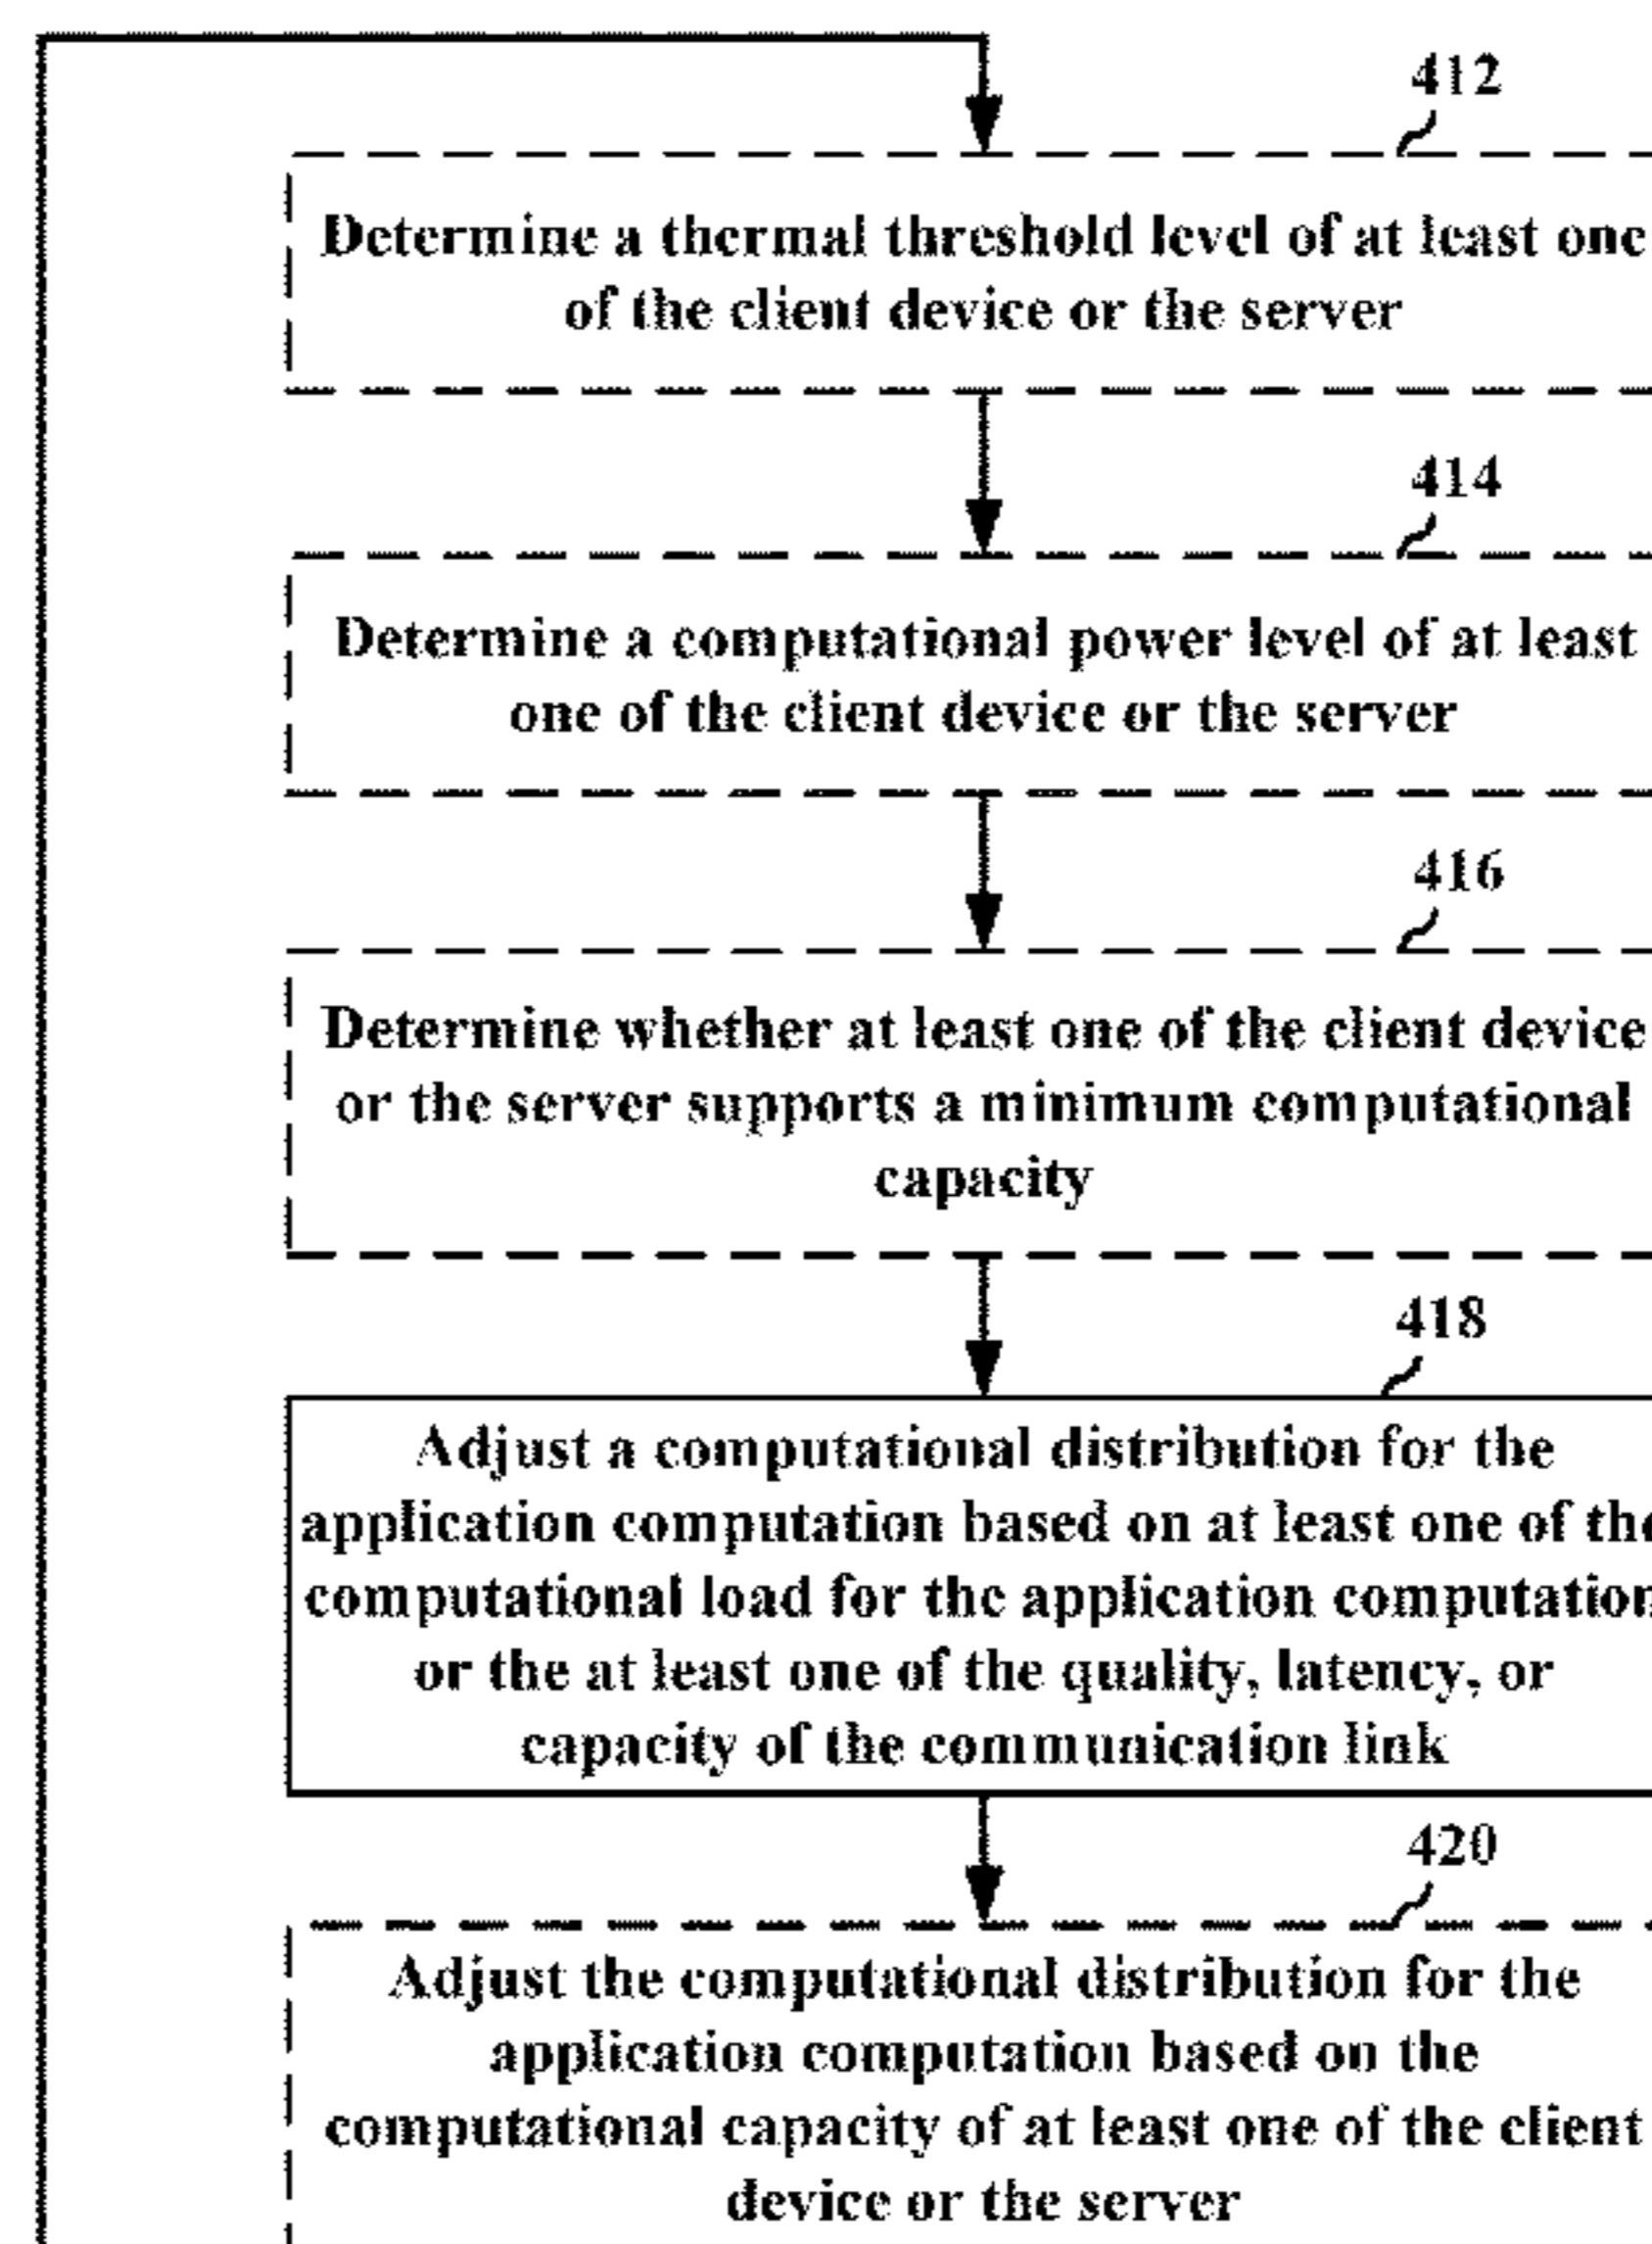 412
Determine a thermal threshold level of at least one
of the client device or the server
414
Determine a computational power level of at least
one of the client device or the server
416
Determine whether at least one of the client device
or the server supports a minimum computational
capacity
418
Adjust a computational distribution for the
application computation based on at least one of the
computational load for the application computation
or the at least one of the quality, latency, or
capacity of the communication link
420
Adjust the computational distribution for the
application computation based on the
computational capacity of at least one of the client
device or the server